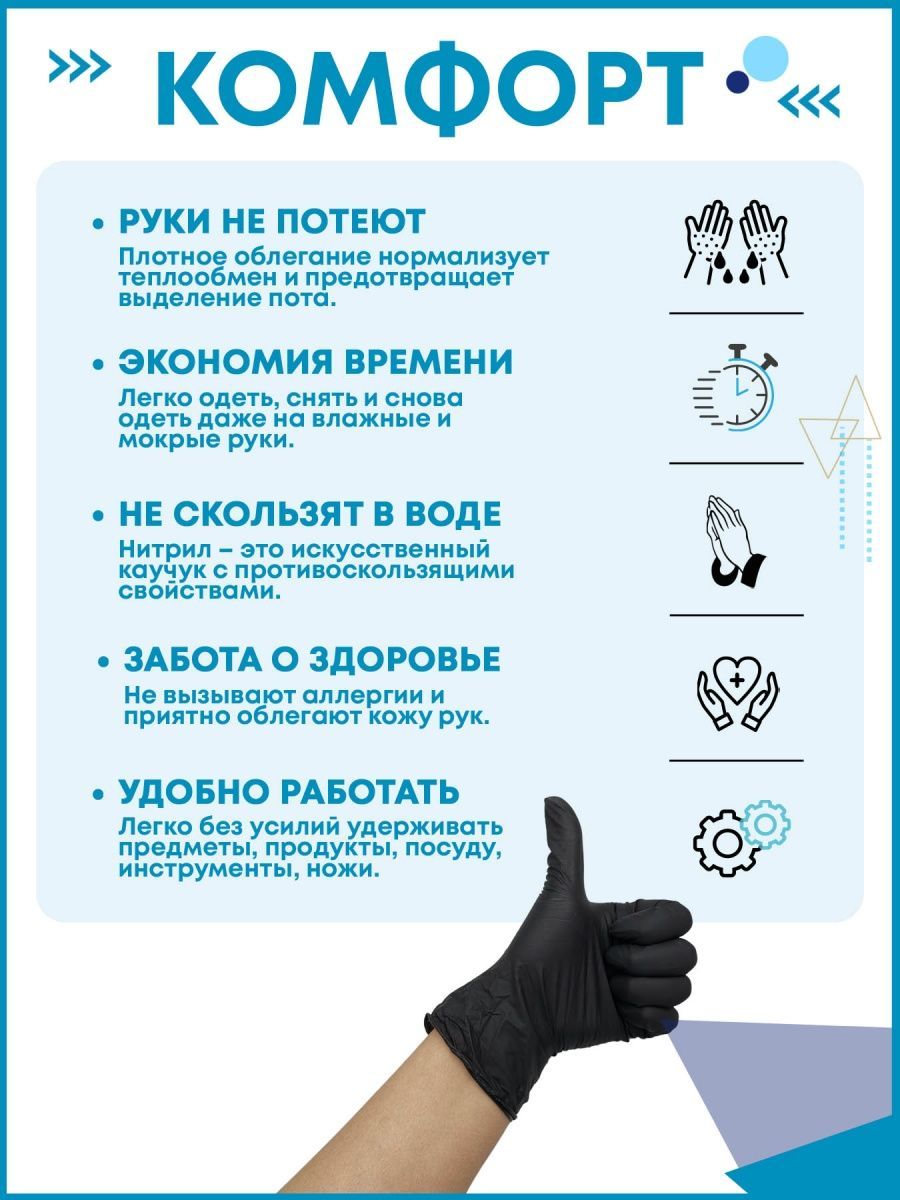 КОМФОРТ
• РУКИ НЕ ПОТЕЮТ
Плотное облегание нормализует
теплообмен и предотвращает
выделение пота.
• ЭКОНОМИЯ ВРЕМЕНИ
Легко одеть, снять и снова
одеть даже на влажные и
мокрые руки.
• НЕ СКОЛЬЗЯТ В ВОДЕ
Нитрил – это искусственный
каучук с противоскользящими
свойствами.
• ЗАБОТА О ЗДОРОВЬЕ
Не вызывают аллергии и
приятно облегают кожу рук.
• УДОБНО РАБОТАТЬ
Легко без усилий удерживать
предметы, продукты, посуду,
инструменты, ножи.